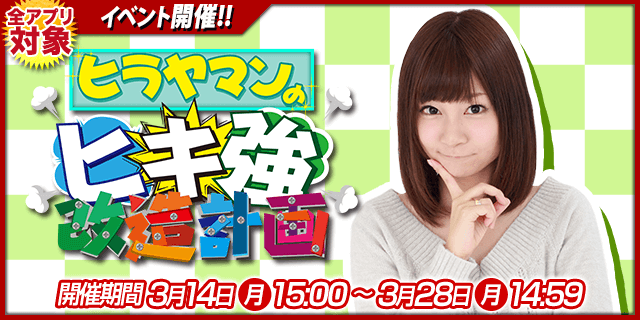 全アプリ
対象
イベント開催!!
ヒラヤマンの
ヒキ強
改造計画
開催期間 3月14日 月 15:00 ~ 3月28日 月 14:59